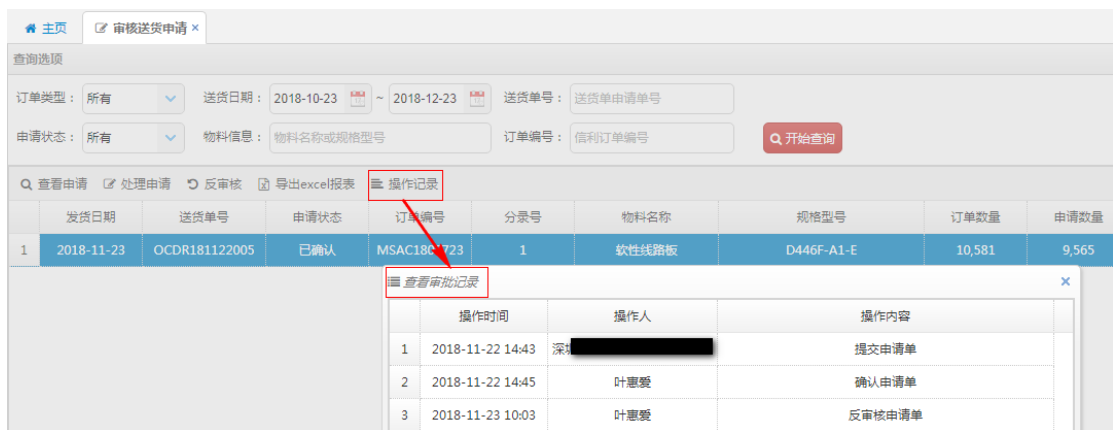 主页 审核送货申请 ×
查询选项
订单类型： 所有 送货日期： 2018-10-23 ~ 2018-12-23 送货单号： 送货单申请单号
申请状态： 所有 物料信息： 物料名称或规格型号 订单编号： 信利订单编号 开始查询
查看申请 处理申请 反审核 导出excel报表 操作记录
发货日期 送货单号 申请状态 订单编号 分录号 物料名称 规格型号 订单数量 申请数量
1 2018-11-23 OCDR181122005 已确认 MSAC180 723 1 软性线路板 D446F-A1-E 10,581 9,565
查看审批记录 ×
操作时间 操作人 操作内容
1 2018-11-22 14:43 深圳 提交申请单
2 2018-11-22 14:45 叶惠爱 确认申请单
3 2018-11-23 10:03 叶惠爱 反审核申请单